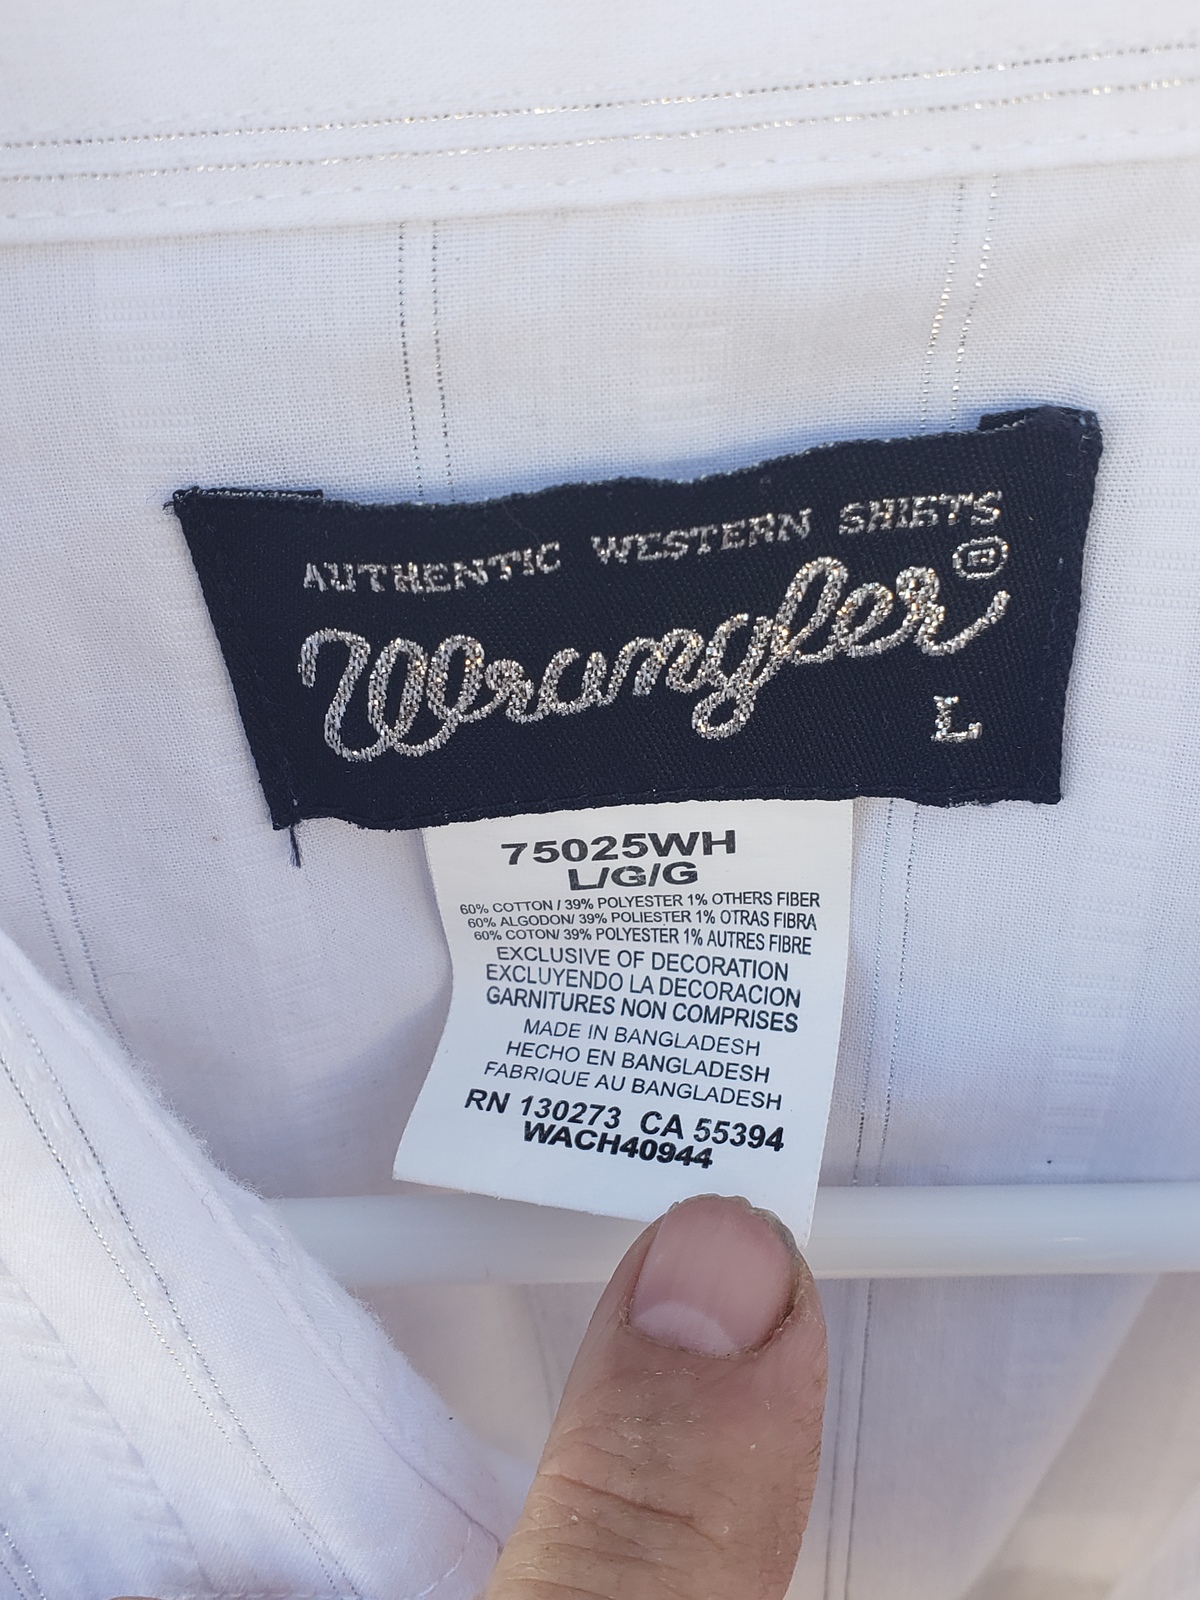 AUTHENTIC WESTERN SHIRTS
Wrangler®
L
75025WH
L/G/G
60% COTTON / 39% POLYESTER 1% OTHERS FIBER
60% ALGODON/ 39% POLIESTER 1% OTRAS FIBRA
60% COTON/ 39% POLYESTER 1% AUTRES FIBRE
EXCLUSIVE OF DECORATION
EXCLUYENDO LA DECORACION
GARNITURES NON COMPRISES
MADE IN BANGLADESH
HECHO EN BANGLADESH
FABRIQUE AU BANGLADESH
RN 130273 CA 55394
WACH40944